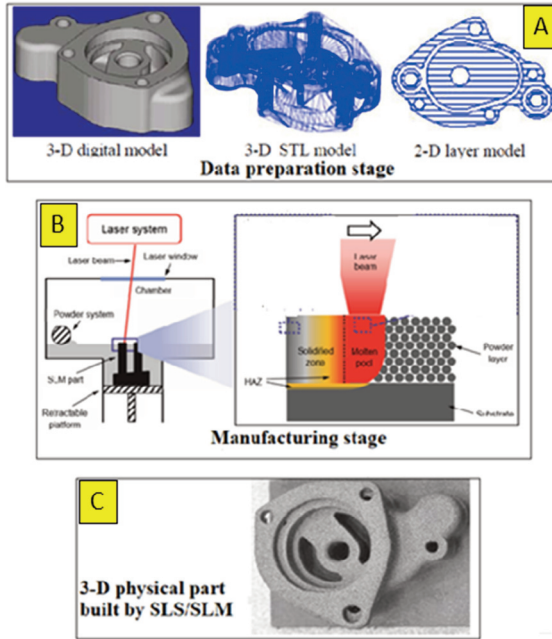 A
3-D digital model
3-D STL model
2-D layer model
Data preparation stage
B
Laser system
Laser beam
Laser window
Chamber
Powder system
SLM part
Retractable
platform
Laser
beam
Solidified
zone
Molten
pool
HAZ
Powder
layer
Substrate
Manufacturing stage
C
3-D physical part
built by SLS/SLM